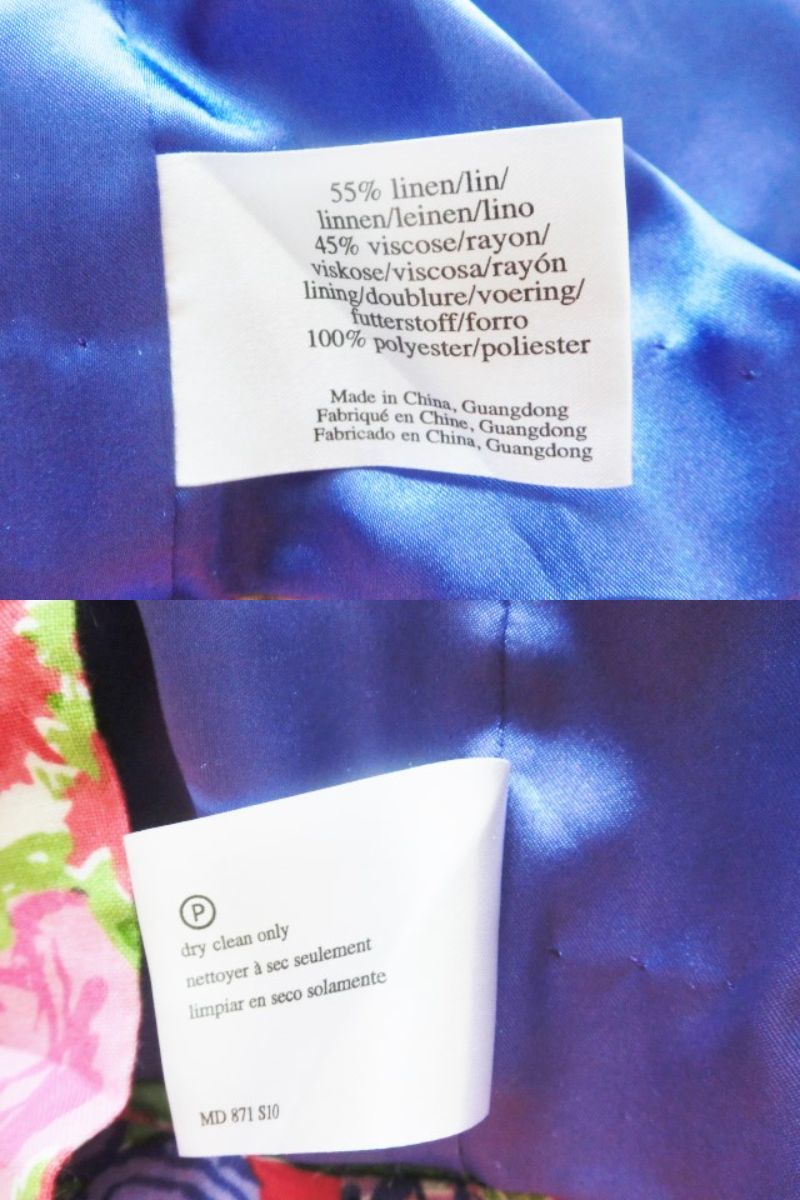 55% linen/lin/
linnen/leinen/lino
45% viscose/rayon/
viskose/viscosa/rayón
lining/doublure/voering/
futterstoff/forro
100% polyester/poliester
Made in China, Guangdong
Fabriqué en Chine, Guangdong
Fabricado en China, Guangdong
P
dry clean only
nettoyer à sec seulement
limpiar en seco solamente
MD 871 S10